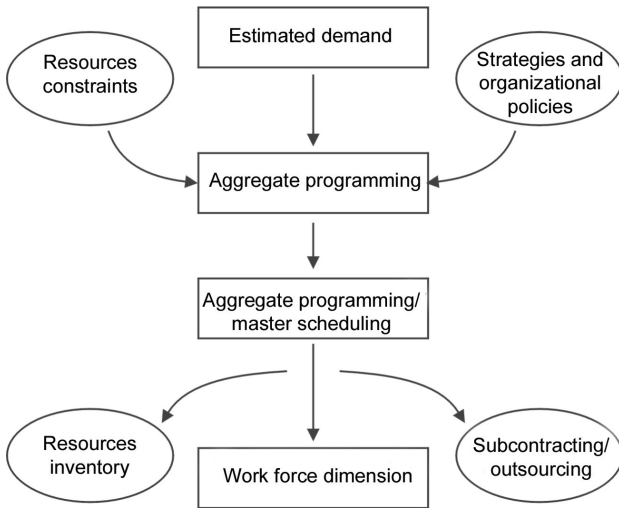 Estimated demand
Resources
constraints
Strategies and
organizational
policies
Aggregate programming
Aggregate programming/
master scheduling
Resources
inventory
Work force dimension
Subcontracting/
outsourcing